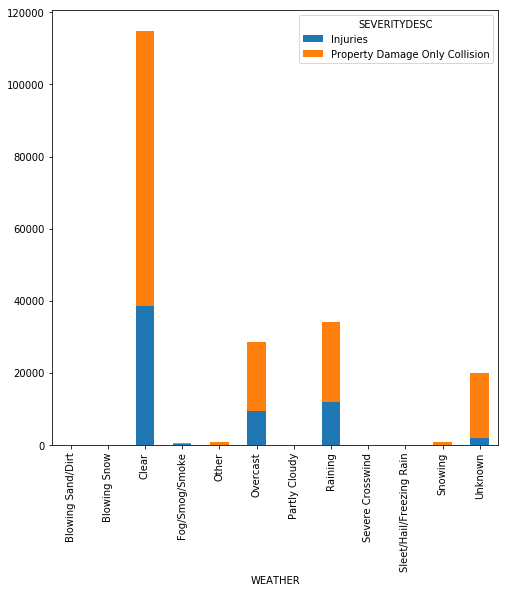 SEVERITYDESC
Injuries
Property Damage Only Collision
120000
100000
80000
60000
40000
20000
0
Blowing Sand/Dirt
Blowing Snow
Clear
Fog/Smog/Smoke
Other
Overcast
Partly Cloudy
Raining
Severe Crosswind
Sleet/Hail/Freezing Rain
Snowing
Unknown
WEATHER